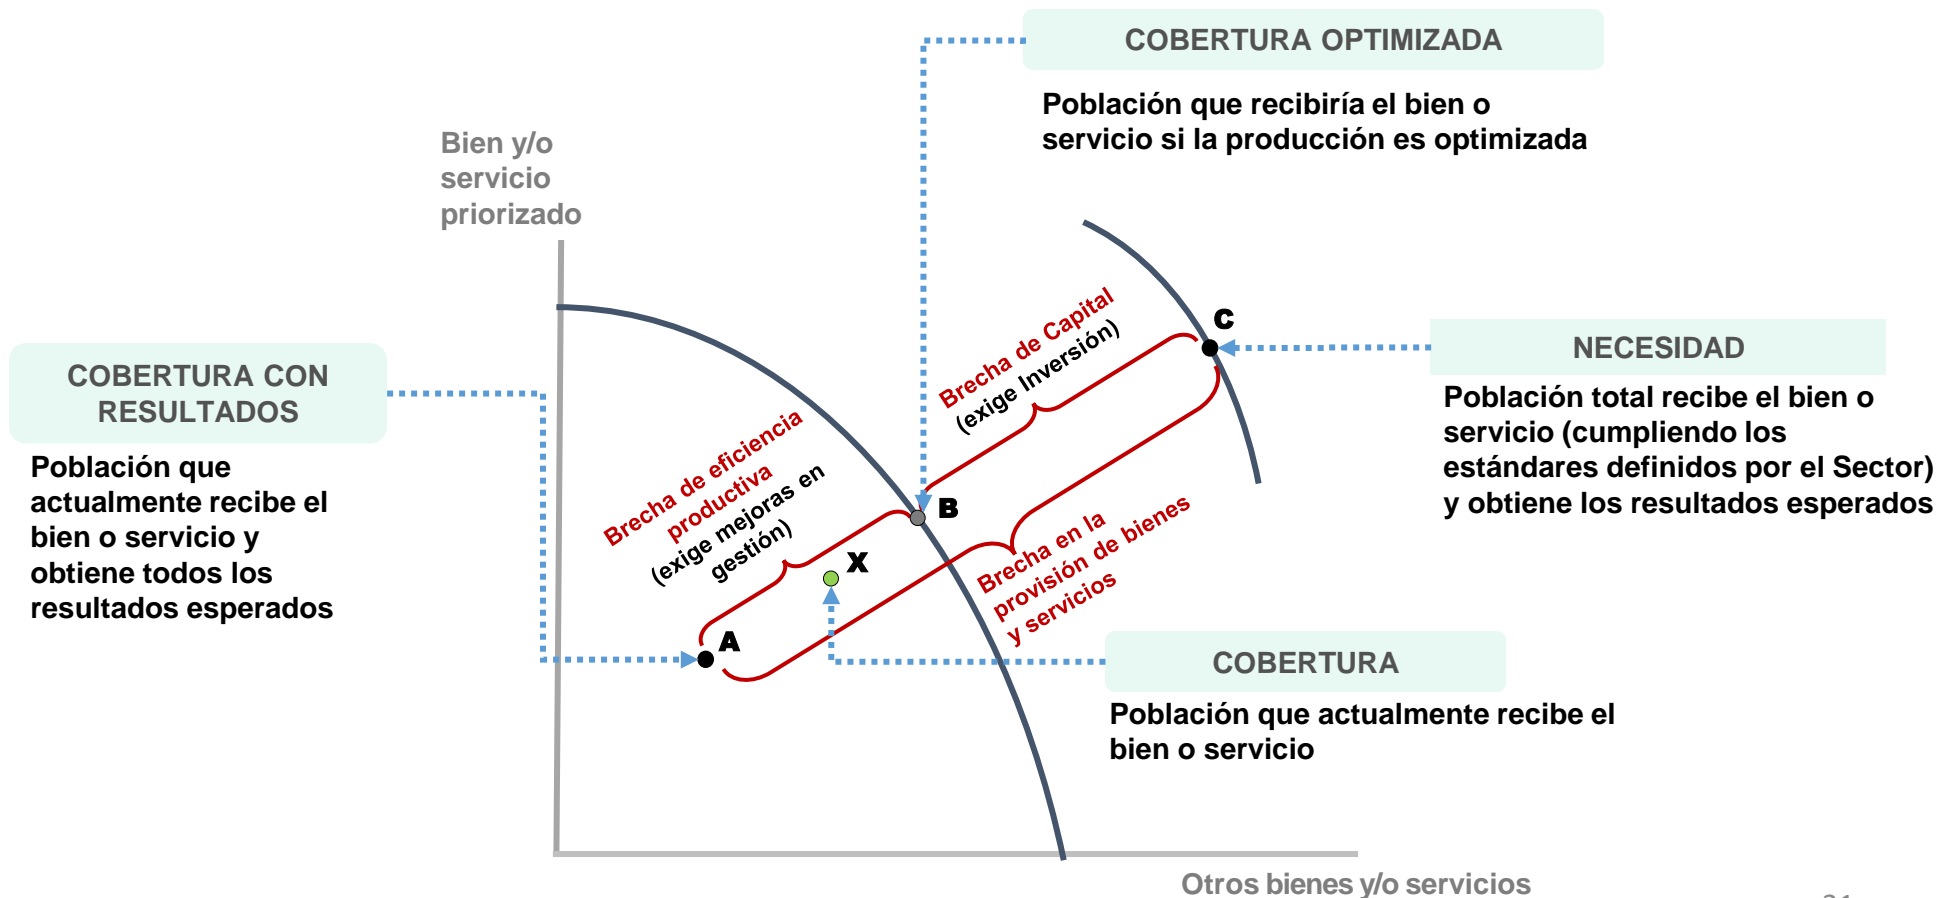 COBERTURA OPTIMIZADA
Población que recibiría el bien o
servicio si la producción es optimizada
Bien y/o
servicio
priorizado
COBERTURA CON
RESULTADOS
Población que
actualmente recibe el
bien o servicio y
obtiene todos los
resultados esperados
Brecha de eficiencia
productiva
(exige mejoras en
gestión)
Brecha de Capital
(exige Inversión)
C
NECESIDAD
Población total recibe el bien o
servicio (cumpliendo los
estándares definidos por el Sector)
y obtiene los resultados esperados
B
X
A
Brecha en la
provisión de bienes
y servicios
COBERTURA
Población que actualmente recibe el
bien o servicio
Otros bienes y/o servicios